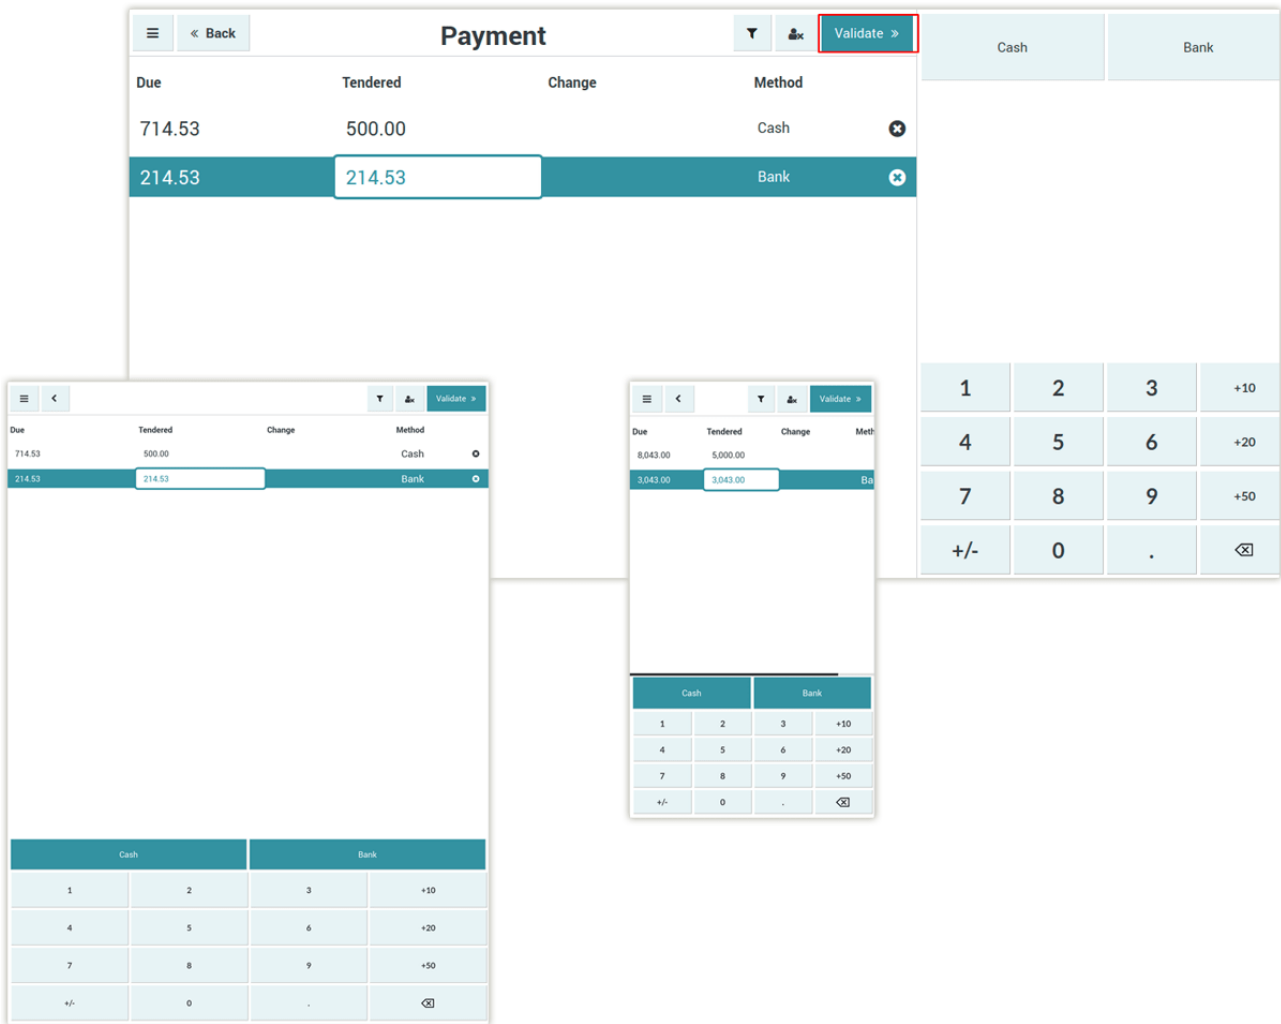 « Back Payment Validate »
Cash Bank
Due Tendered Change Method
714.53 500.00 Cash
214.53 214.53 Bank
1 2 3 +10
4 5 6 +20
7 8 9 +50
+/- 0 .
Validate »
Due Tendered Change Method
714.53 500.00 Cash
214.53 214.53 Bank
Cash Bank
1 2 3 +10
4 5 6 +20
7 8 9 +50
+/- 0 .
Validate »
Due Tendered Change Meth
8,043.00 5,000.00
3,043.00 3,043.00 Ba
Cash Bank
1 2 3 +10
4 5 6 +20
7 8 9 +50
+/- 0 .